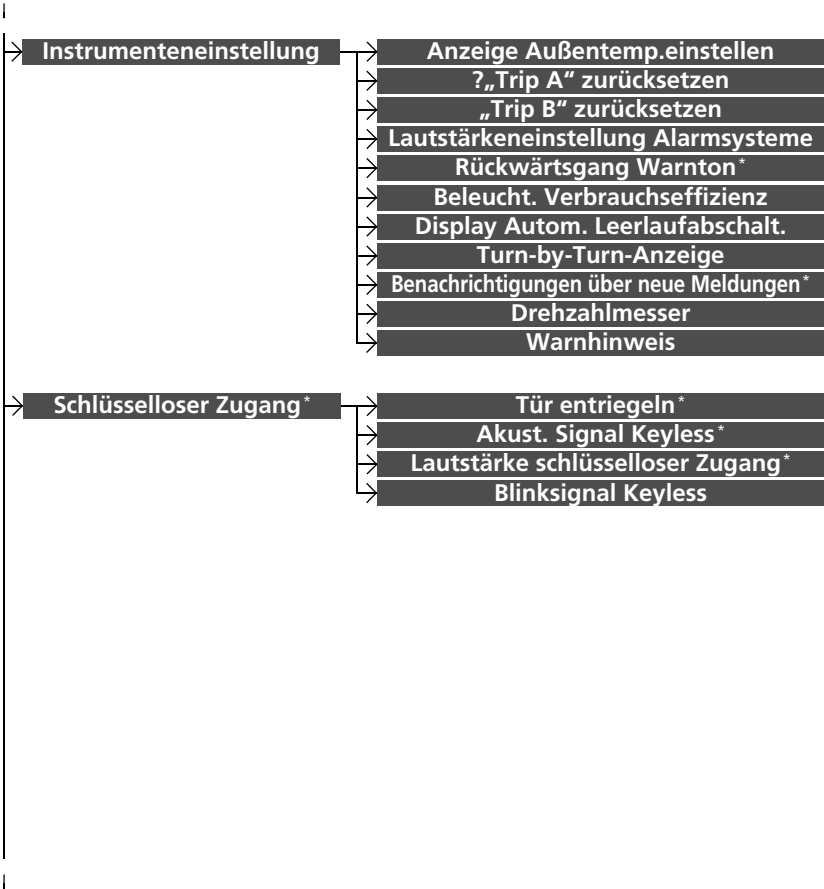 Instrumenteneinstellung
Anzeige Außentemp.einstellen
?„Trip A“ zurücksetzen
„Trip B“ zurücksetzen
Lautstärkeneinstellung Alarmsysteme
Rückwärtsgang Warnton*
Beleucht. Verbrauchseffizienz
Display Autom. Leerlaufabschalt.
Turn-by-Turn-Anzeige
Benachrichtigungen über neue Meldungen*
Drehzahlmesser
Warnhinweis
Schlüsselloser Zugang*
Tür entriegeln*
Akust. Signal Keyless*
Lautstärke schlüsselloser Zugang*
Blinksignal Keyless